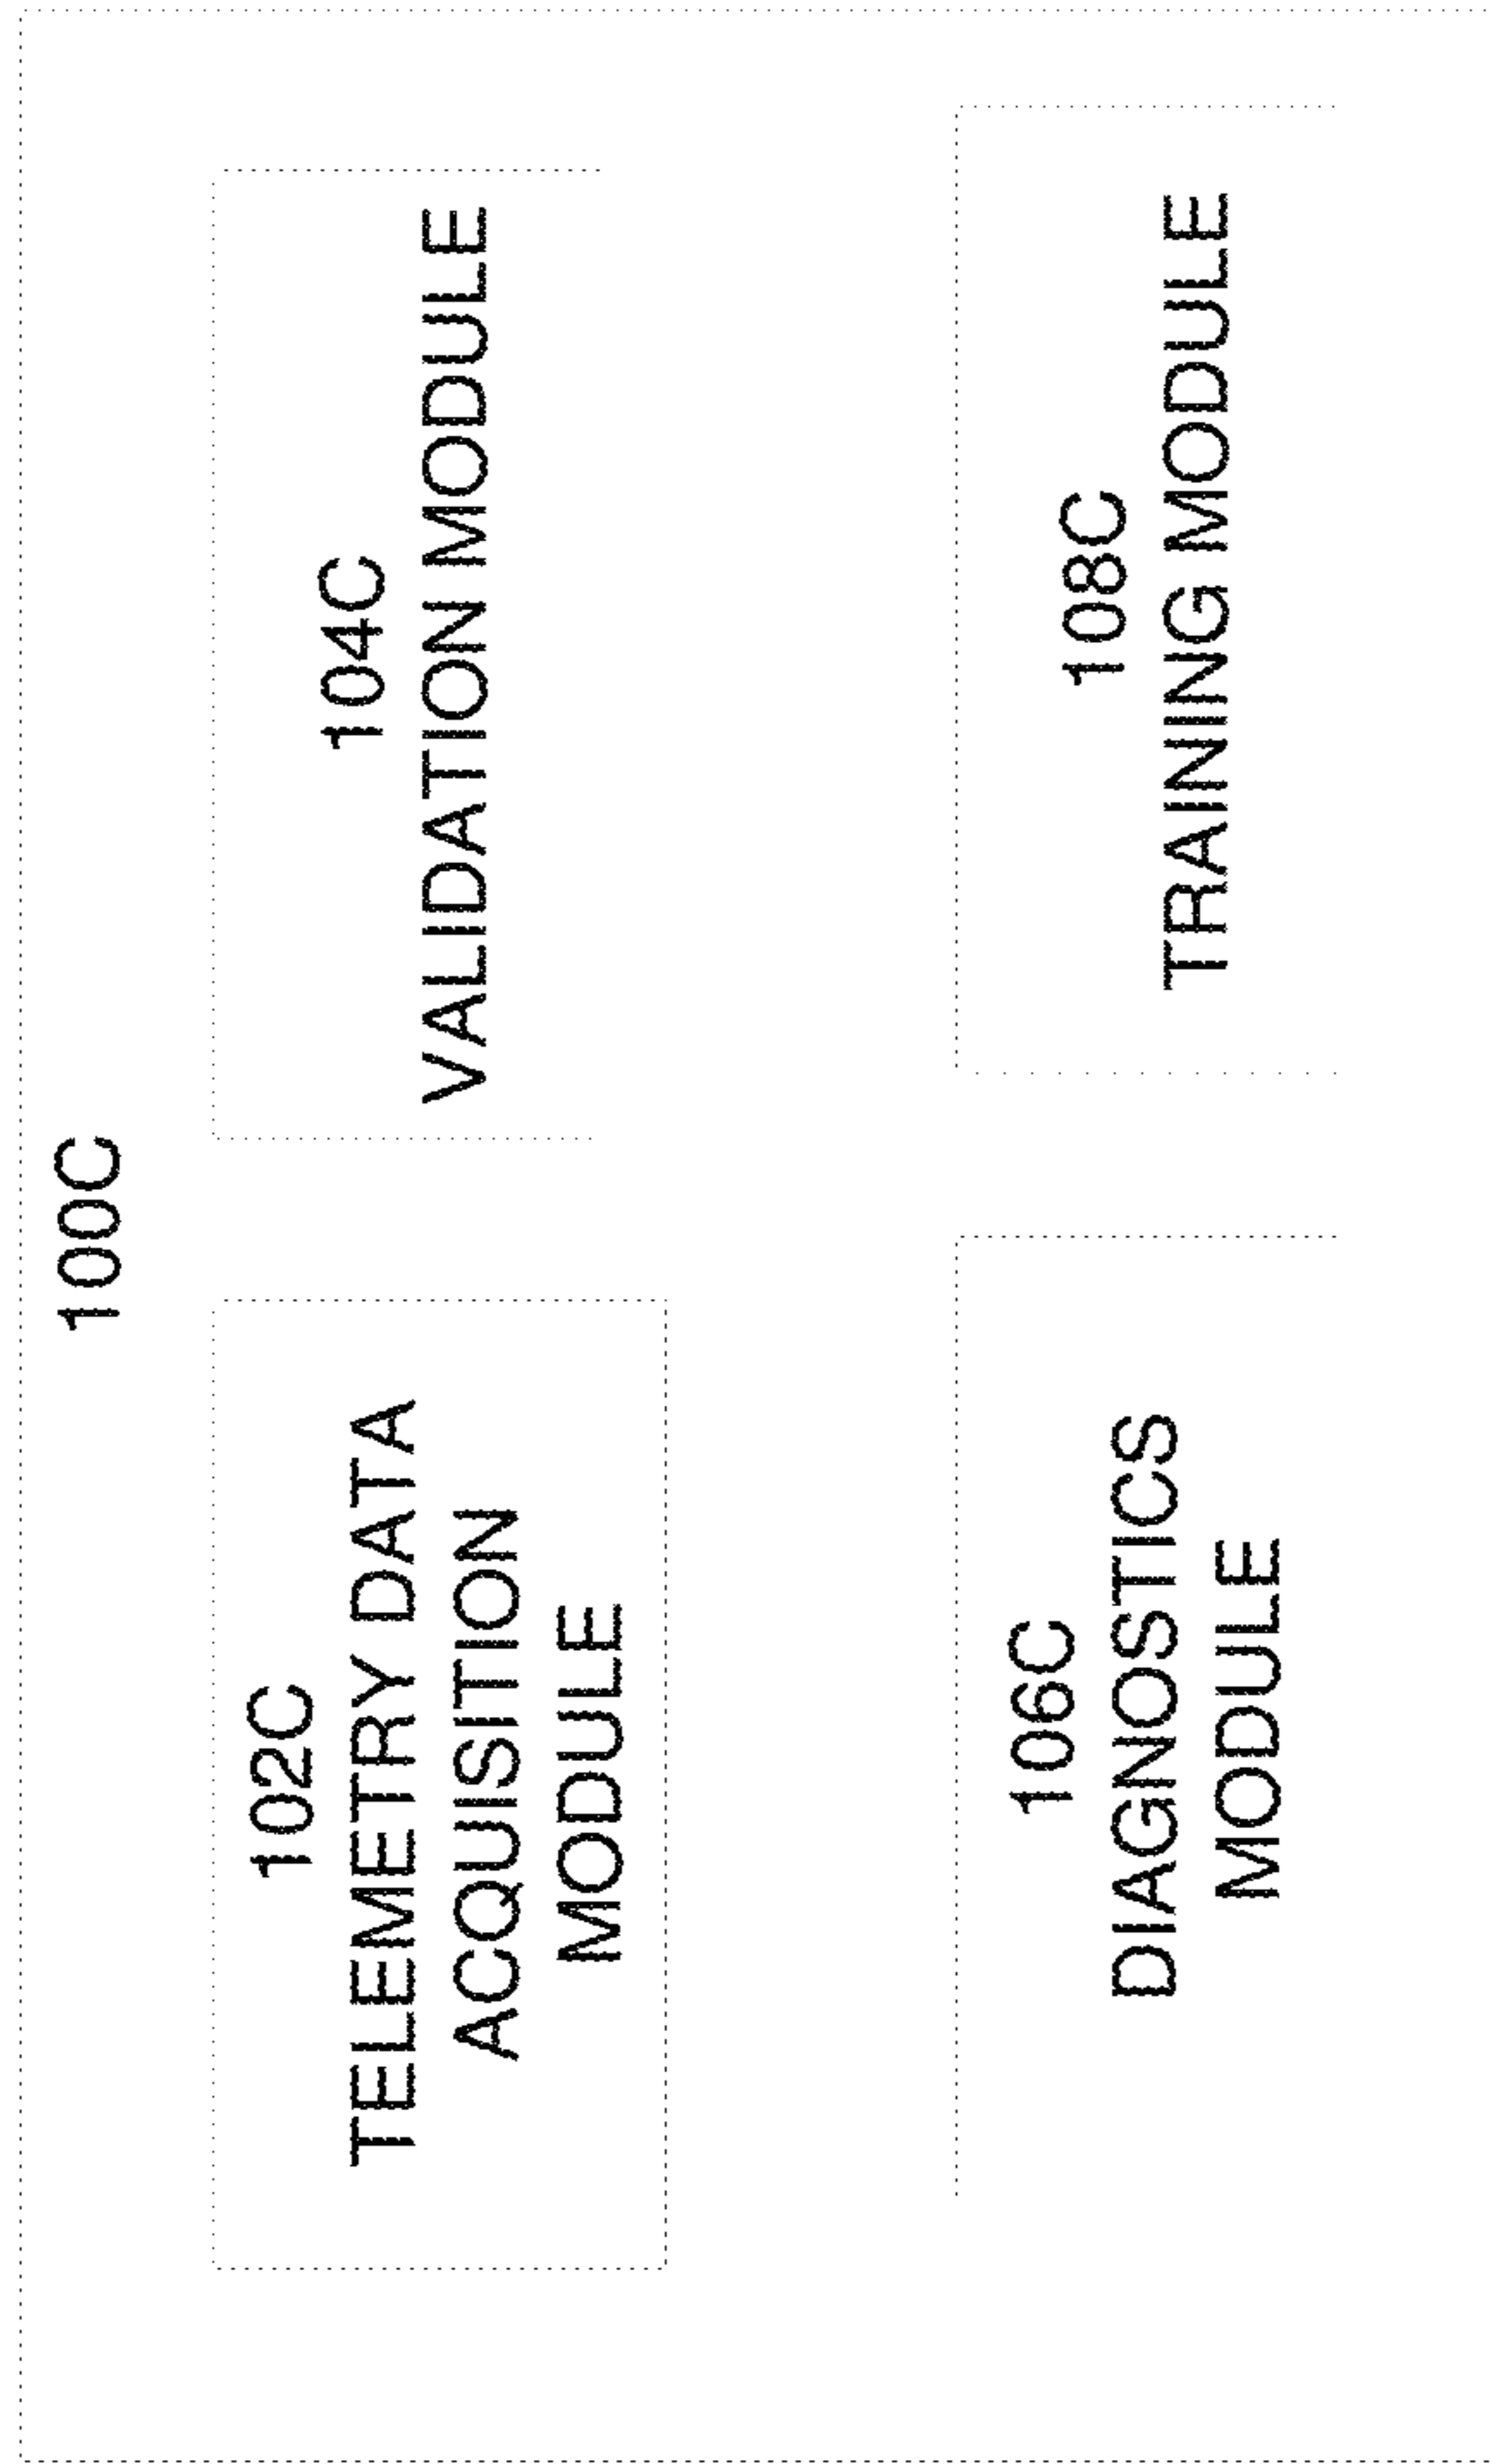 100C
102C
TELEMETRY DATA
ACQUISITION
MODULE
104C
VALIDATION MODULE
106C
DIAGNOSTICS
MODULE
108C
TRAINING MODULE